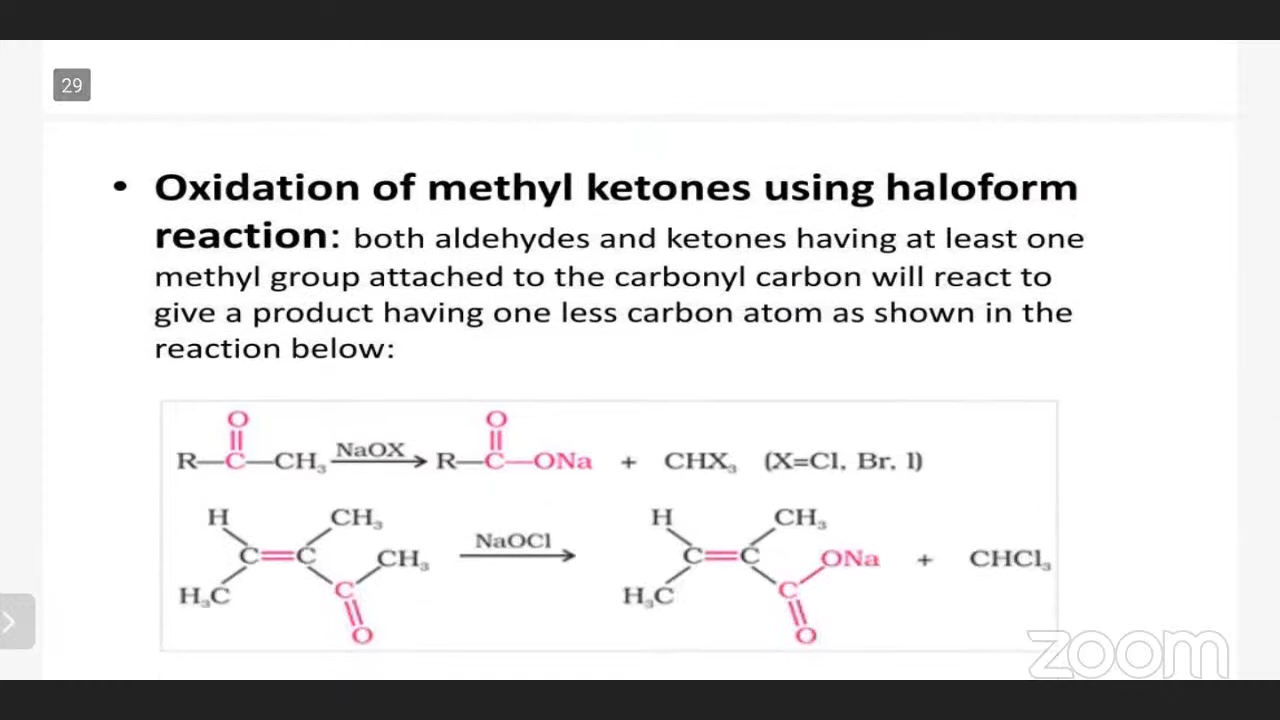 29
• Oxidation of methyl ketones using haloform
reaction: both aldehydes and ketones having at least one
methyl group attached to the carbonyl carbon will react to
give a product having one less carbon atom as shown in the
reaction below:
O O
R—C—CH₃ NaOX R—C—ONa + CHX₃ (X=Cl, Br, I)
H CH₃ H CH₃
C=C CH₃ NaOCl C=C ONa + CHCl₃
H₃C C H₃C C
O O
zoom